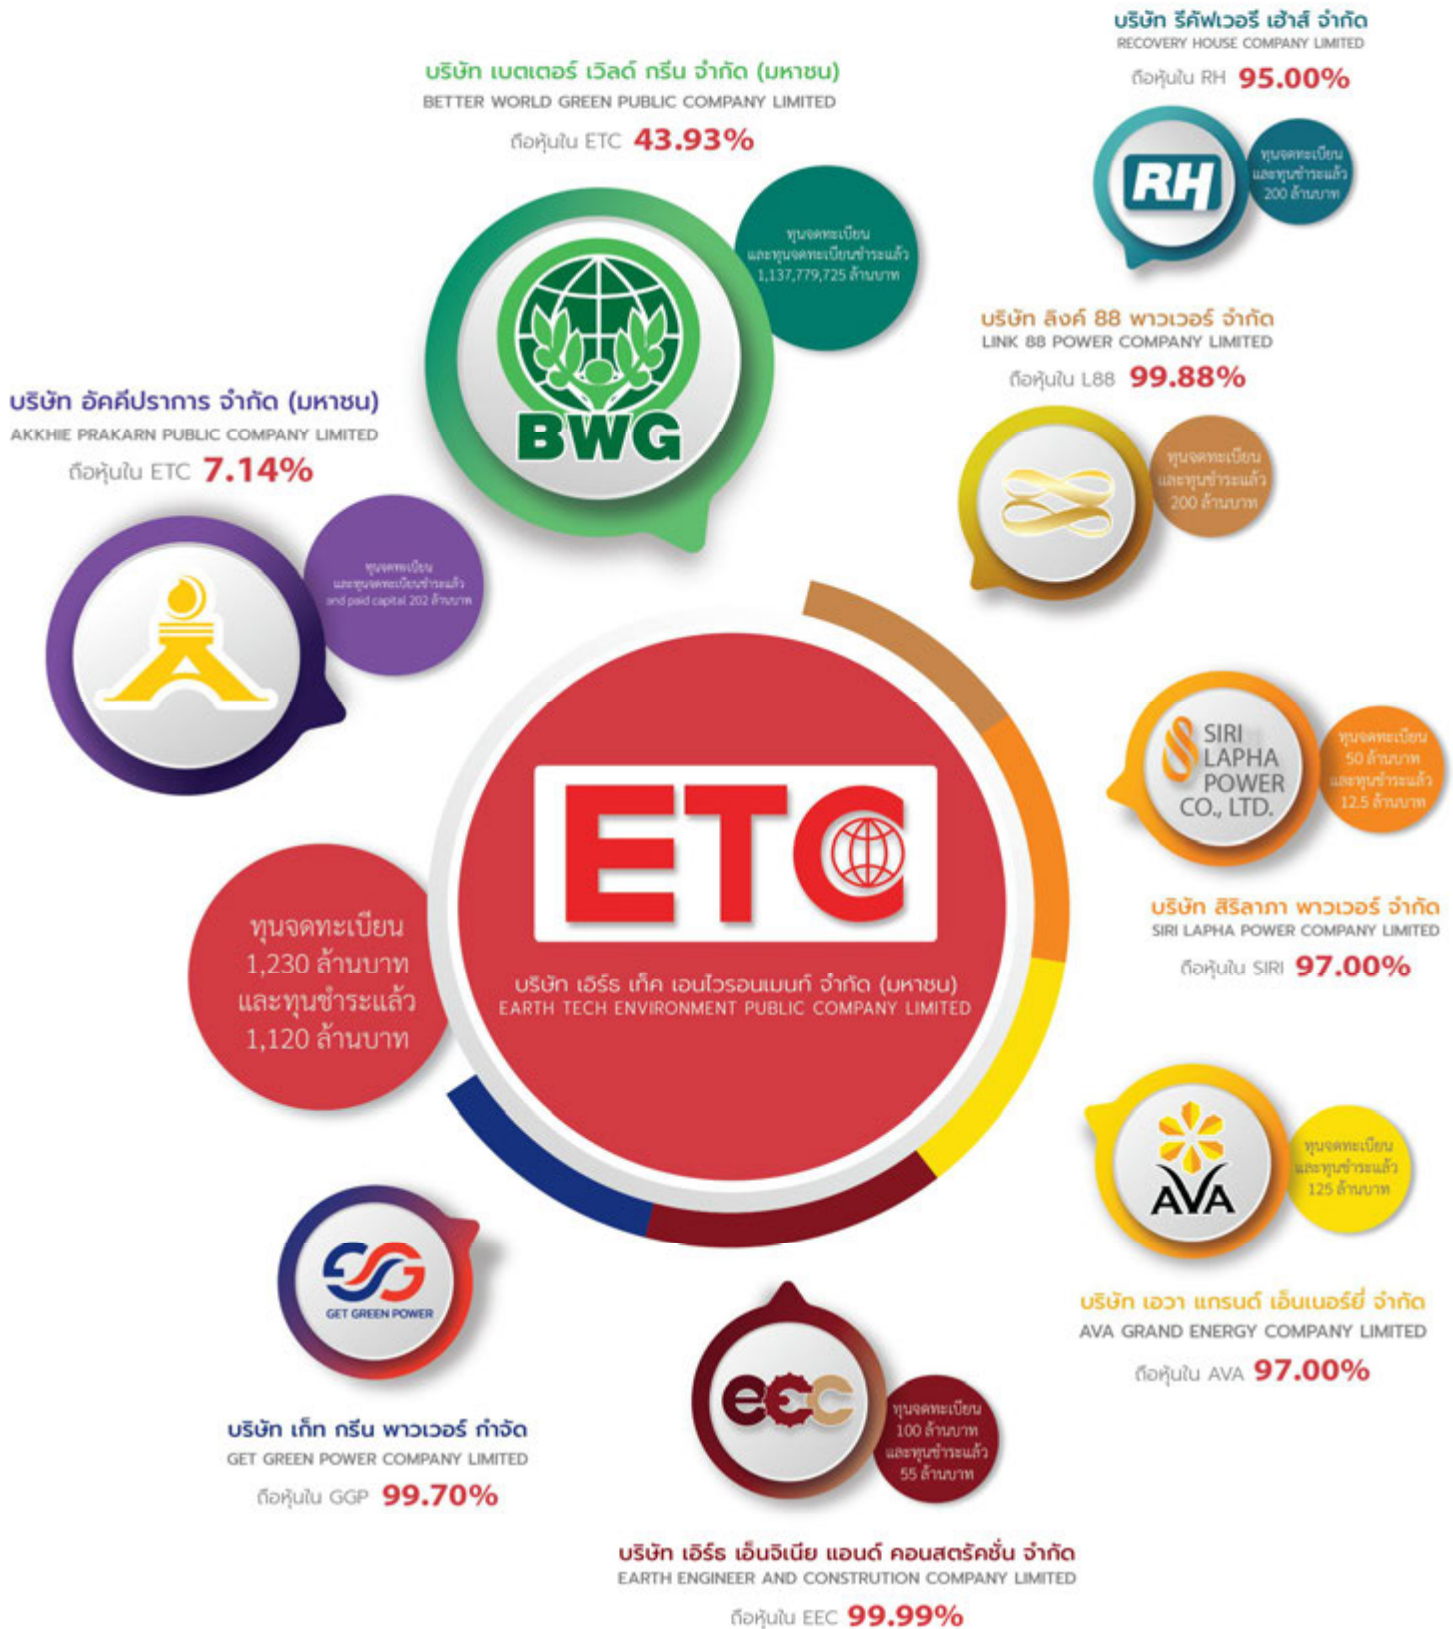 บริษัท รีคัฟเวอรี เฮ้าส์ จำกัด
RECOVERY HOUSE COMPANY LIMITED
ถือหุ้นใน RH 95.00%
RH
ทุนจดทะเบียน
และทุนชำระแล้ว
200 ล้านบาท
บริษัท เบตเตอร์ เวิลด์ กรีน จำกัด (มหาชน)
BETTER WORLD GREEN PUBLIC COMPANY LIMITED
ถือหุ้นใน ETC 43.93%
BWG
ทุนจดทะเบียน
และทุนจดทะเบียนชำระแล้ว
1,137,779,725 ล้านบาท
บริษัท ลิงค์ 88 พาวเวอร์ จำกัด
LINK 88 POWER COMPANY LIMITED
ถือหุ้นใน L88 99.88%
ทุนจดทะเบียน
และทุนชำระแล้ว
200 ล้านบาท
บริษัท อัคคีปราการ จำกัด (มหาชน)
AKKHIE PRAKARN PUBLIC COMPANY LIMITED
ถือหุ้นใน ETC 7.14%
ทุนจดทะเบียน
และทุนจดทะเบียนชำระแล้ว
and paid capital 202 ล้านบาท
SIRI
LAPHA
POWER
CO., LTD.
ทุนจดทะเบียน
50 ล้านบาท
และทุนชำระแล้ว
12.5 ล้านบาท
บริษัท สิริลาภา พาวเวอร์ จำกัด
SIRI LAPHA POWER COMPANY LIMITED
ถือหุ้นใน SIRI 97.00%
ETC
บริษัท เอิร์ธ เท็ค เอนไวรอนเมนท์ จำกัด (มหาชน)
EARTH TECH ENVIRONMENT PUBLIC COMPANY LIMITED
ทุนจดทะเบียน
1,230 ล้านบาท
และทุนชำระแล้ว
1,120 ล้านบาท
AVA
ทุนจดทะเบียน
และทุนชำระแล้ว
125 ล้านบาท
บริษัท เอวา แกรนด์ เอ็นเนอร์ยี่ จำกัด
AVA GRAND ENERGY COMPANY LIMITED
ถือหุ้นใน AVA 97.00%
GET GREEN POWER
บริษัท เก็ท กรีน พาวเวอร์ กำจัด
GET GREEN POWER COMPANY LIMITED
ถือหุ้นใน GGP 99.70%
eec
ทุนจดทะเบียน
100 ล้านบาท
และทุนชำระแล้ว
55 ล้านบาท
บริษัท เอิร์ธ เอ็นจิเนีย แอนด์ คอนสตรัคชั่น จำกัด
EARTH ENGINEER AND CONSTRUTION COMPANY LIMITED
ถือหุ้นใน EEC 99.99%